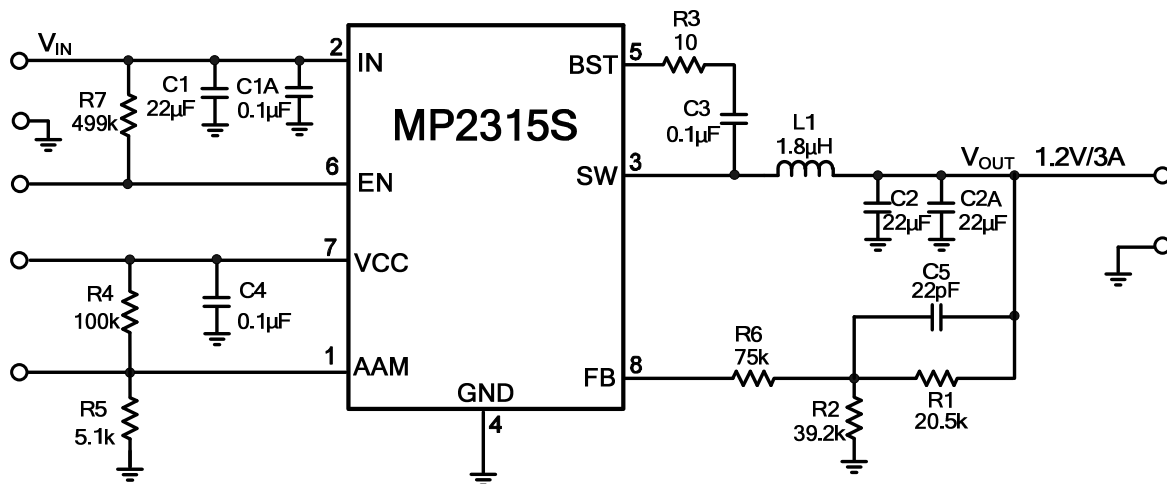 VIN
2
IN
R7
499k
C1
22µF
C1A
0.1µF
MP2315S
BST
5
R3
10
C3
0.1µF
L1
1.8µH
6
EN
SW
3
VOUT
1.2V/3A
C2
22µF
C2A
22µF
7
VCC
R4
100k
C4
0.1µF
C5
22pF
1
AAM
R6
75k
FB
8
GND
4
R5
5.1k
R2
39.2k
R1
20.5k